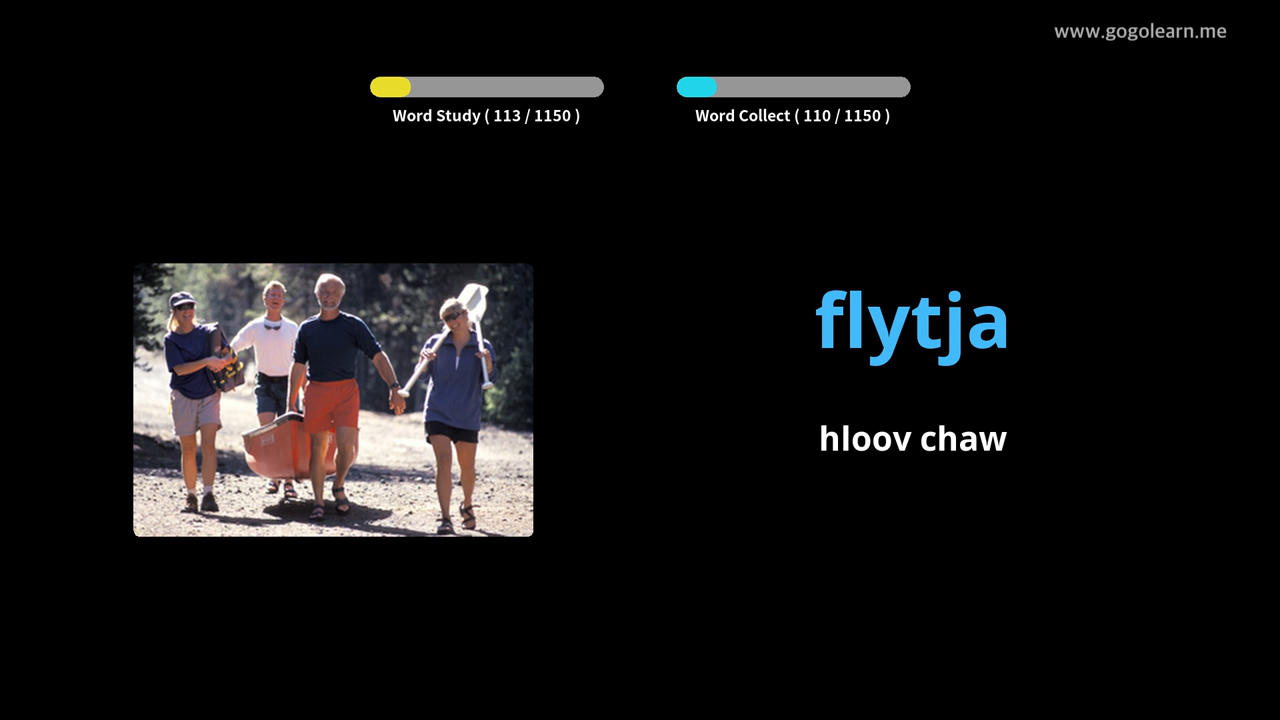 www.gogolearn.me
Word Study ( 113 / 1150 )
Word Collect ( 110 / 1150 )
flytja
hloov chaw